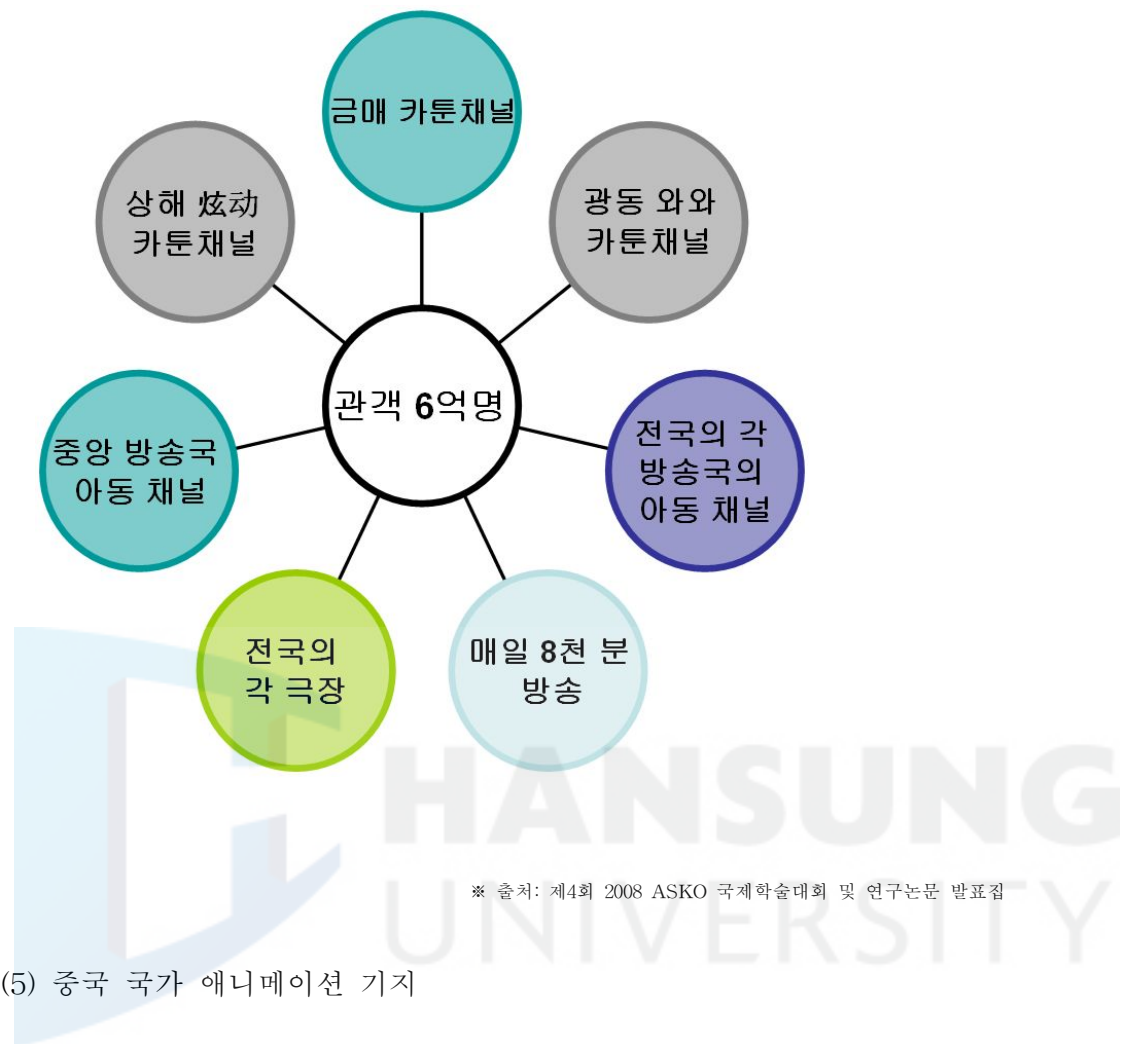 금매 카툰채널
상해 炫动
카툰채널
광동 와와
카툰채널
관객 6억명
중앙 방송국
아동 채널
전국의 각
방송국의
아동 채널
전국의
각 극장
매일 8천 분
방송
HANSUNG
UNIVERSITY
※ 출처: 제4회 2008 ASKO 국제학술대회 및 연구논문 발표집
(5) 중국 국가 애니메이션 기지